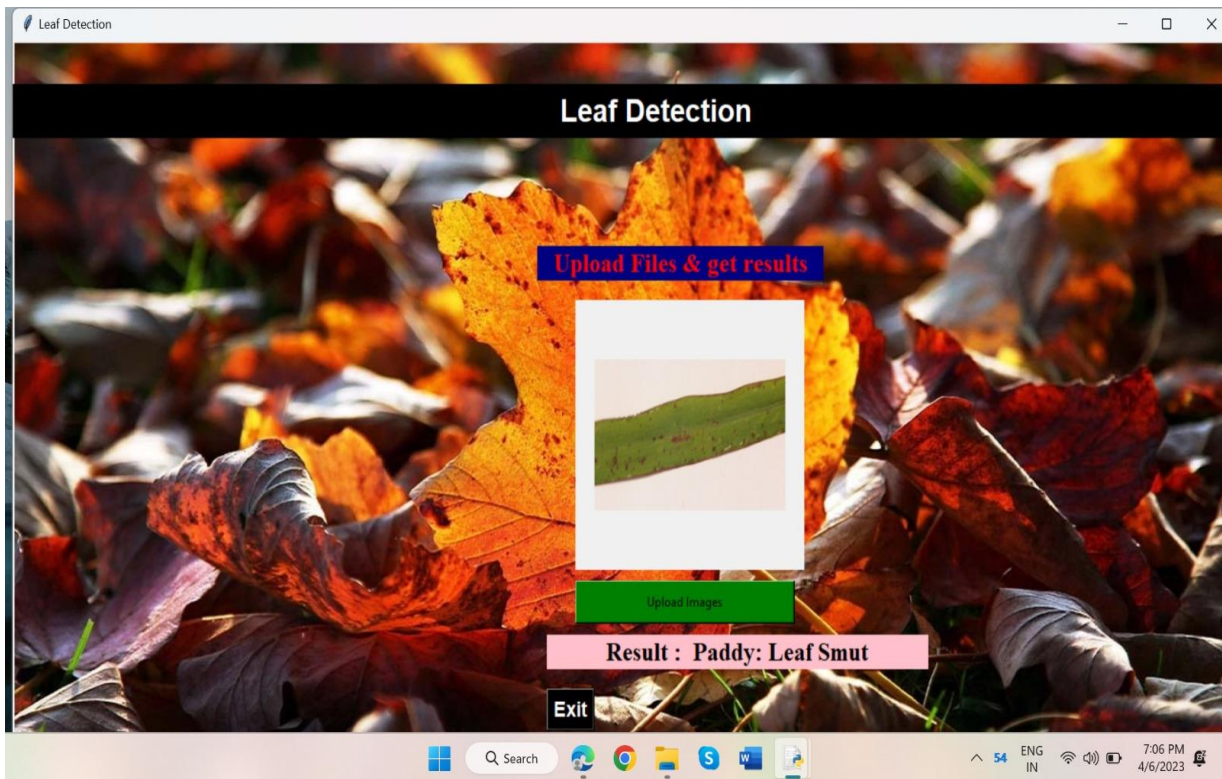 Leaf Detection
Leaf Detection
Upload Files & get results
Upload Images
Result : Paddy: Leaf Smut
Exit
Search
54
ENG
IN
7:06 PM
4/6/2023